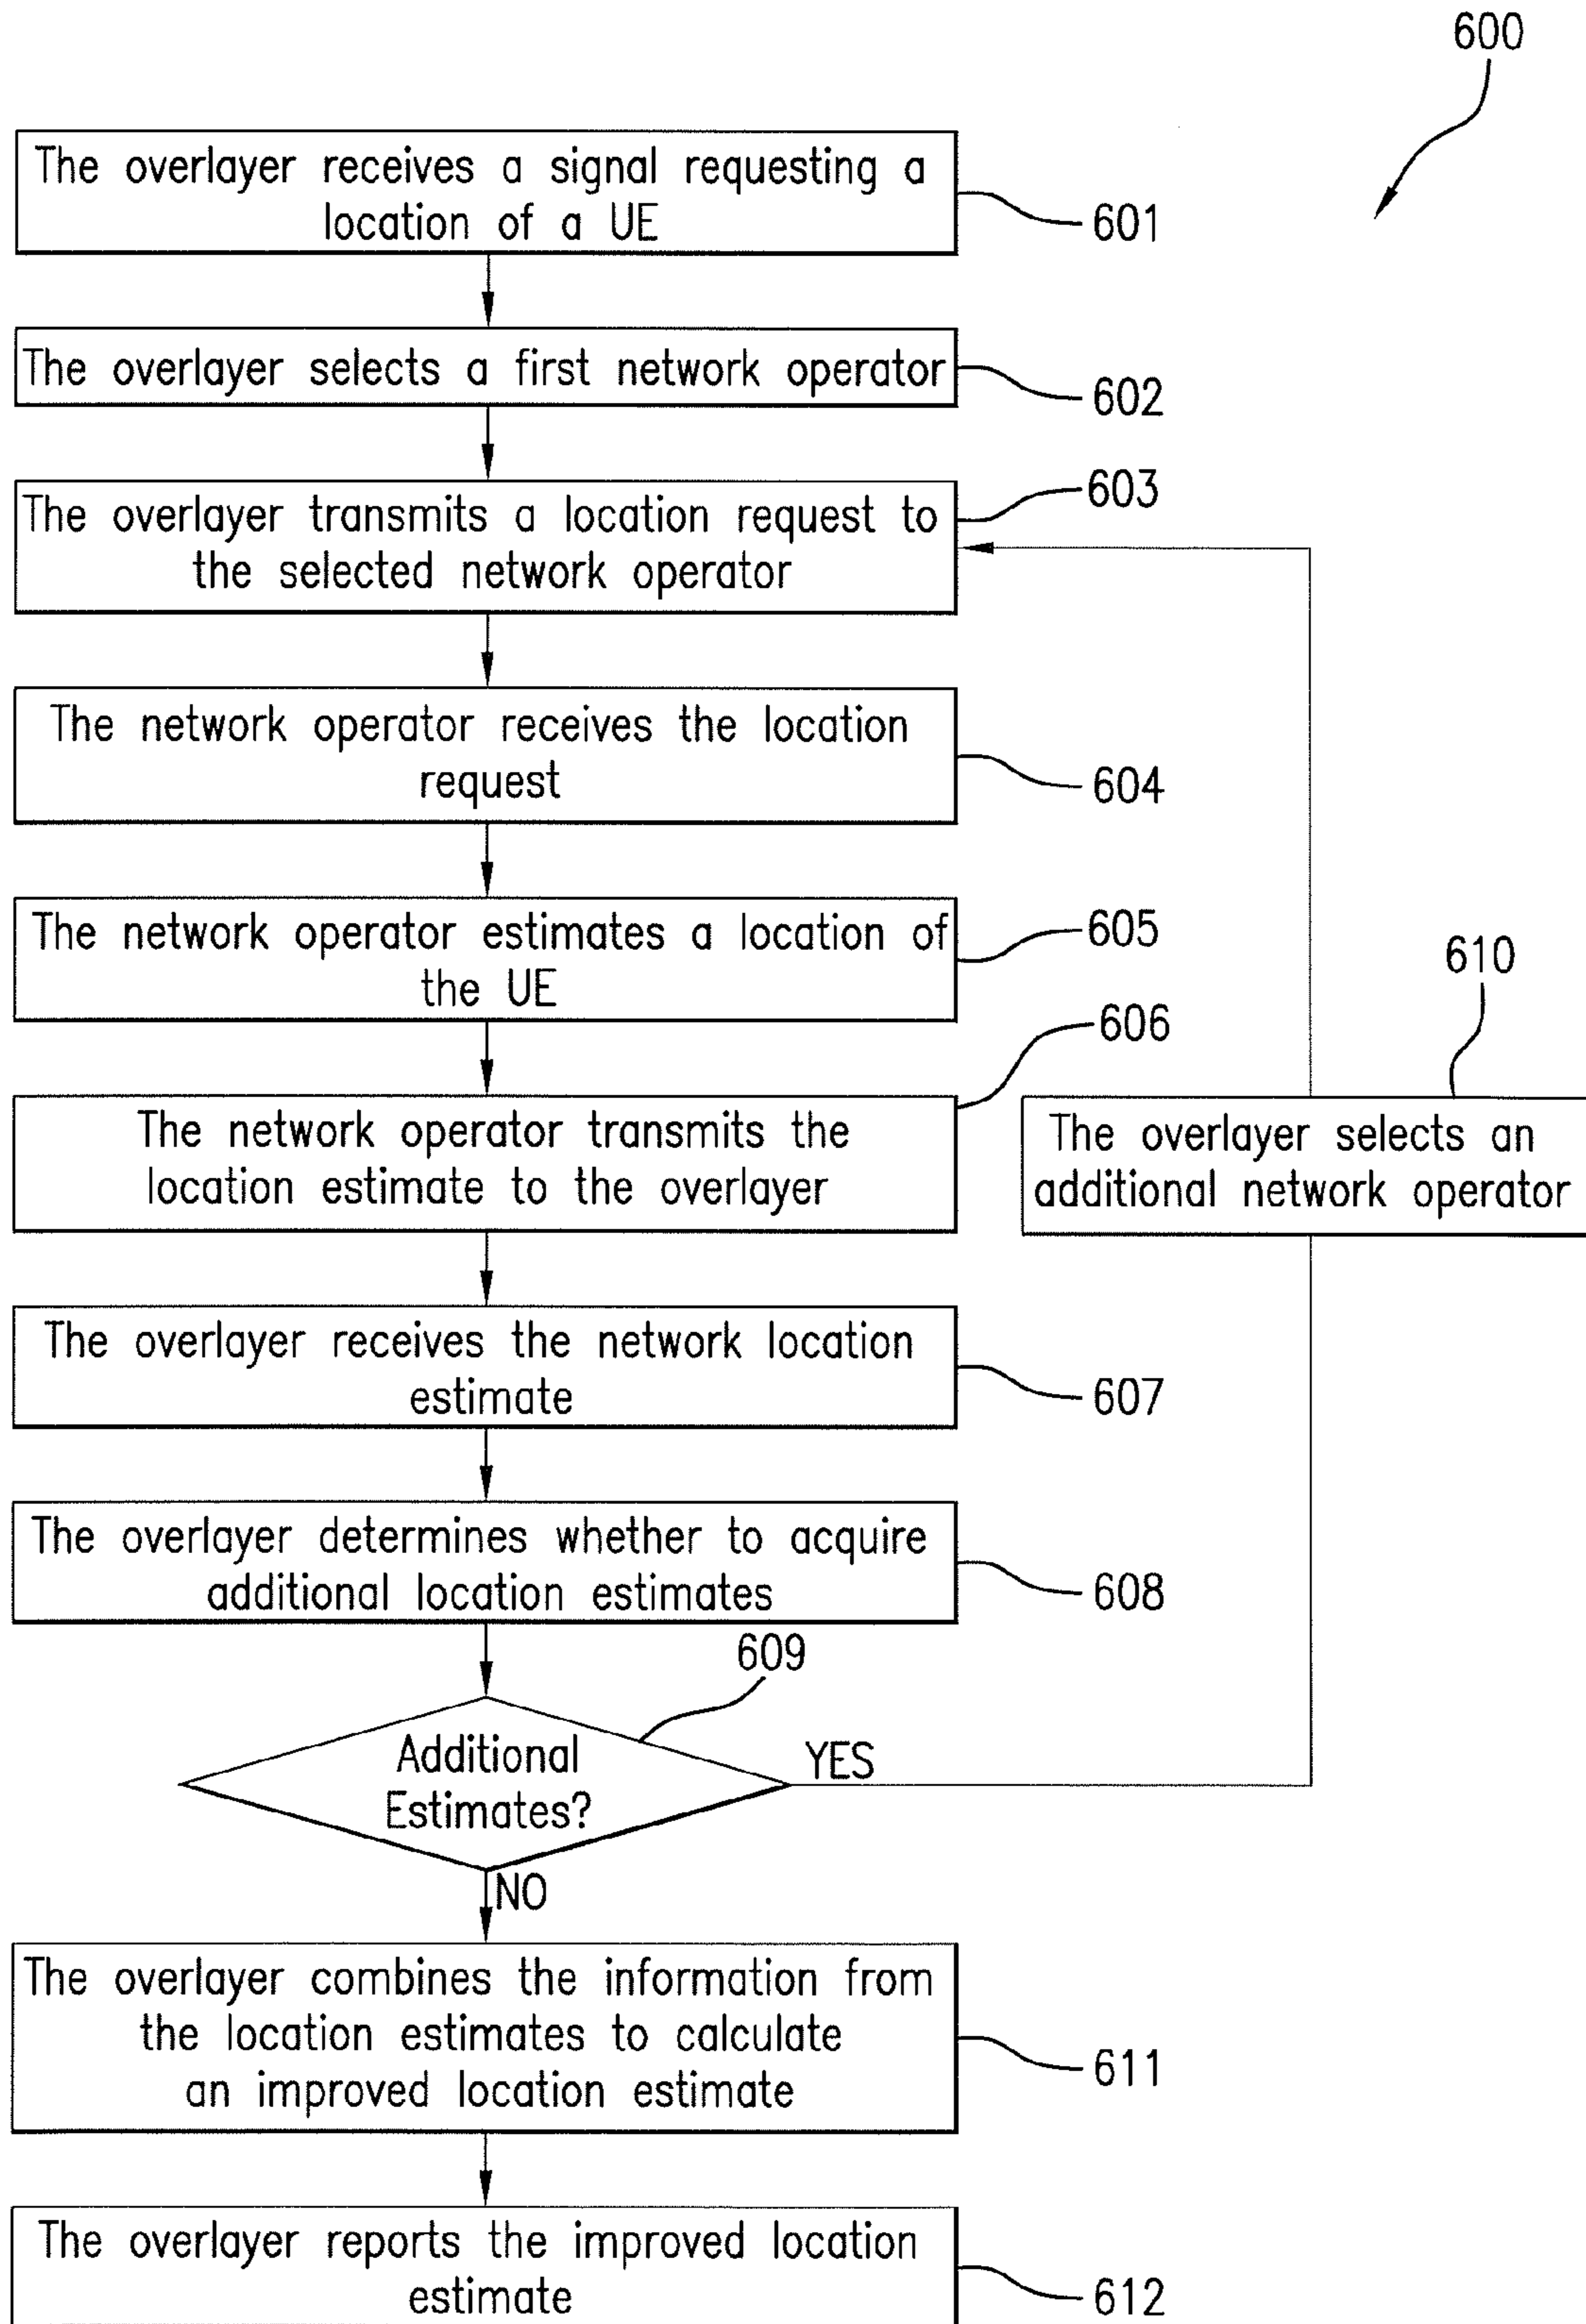 600
The overlayer receives a signal requesting a
location of a UE
601
The overlayer selects a first network operator
602
The overlayer transmits a location request to
the selected network operator
603
The network operator receives the location
request
604
The network operator estimates a location of
the UE
605
The network operator transmits the
location estimate to the overlayer
606
The overlayer selects an
additional network operator
610
The overlayer receives the network location
estimate
607
The overlayer determines whether to acquire
additional location estimates
608
Additional
Estimates?
609
YES
NO
The overlayer combines the information from
the location estimates to calculate
an improved location estimate
611
The overlayer reports the improved location
estimate
612